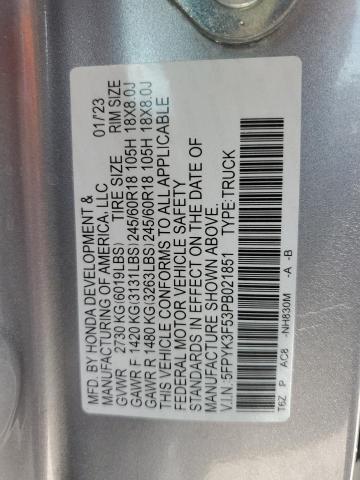 MFD. BY HONDA DEVELOPMENT & 01/23
MANUFACTURING OF AMERICA, LLC
GVWR 2730 KG(6019LBS) TIRE SIZE RIM SIZE
GAWR F 1420 KG(3131LBS)245/60R18 105H 18X8.0J
GAWR R 1480 KG(3263LBS)245/60R18 105H 18X8.0J
THIS VEHICLE CONFORMS TO ALL APPLICABLE
FEDERAL MOTOR VEHICLE SAFETY
STANDARDS IN EFFECT ON THE DATE OF
MANUFACTURE SHOWN ABOVE.
V.I.N. 5FPYK3F53PB021851 TYPE:TRUCK
T6Z P AC8 -NH830M -A -B